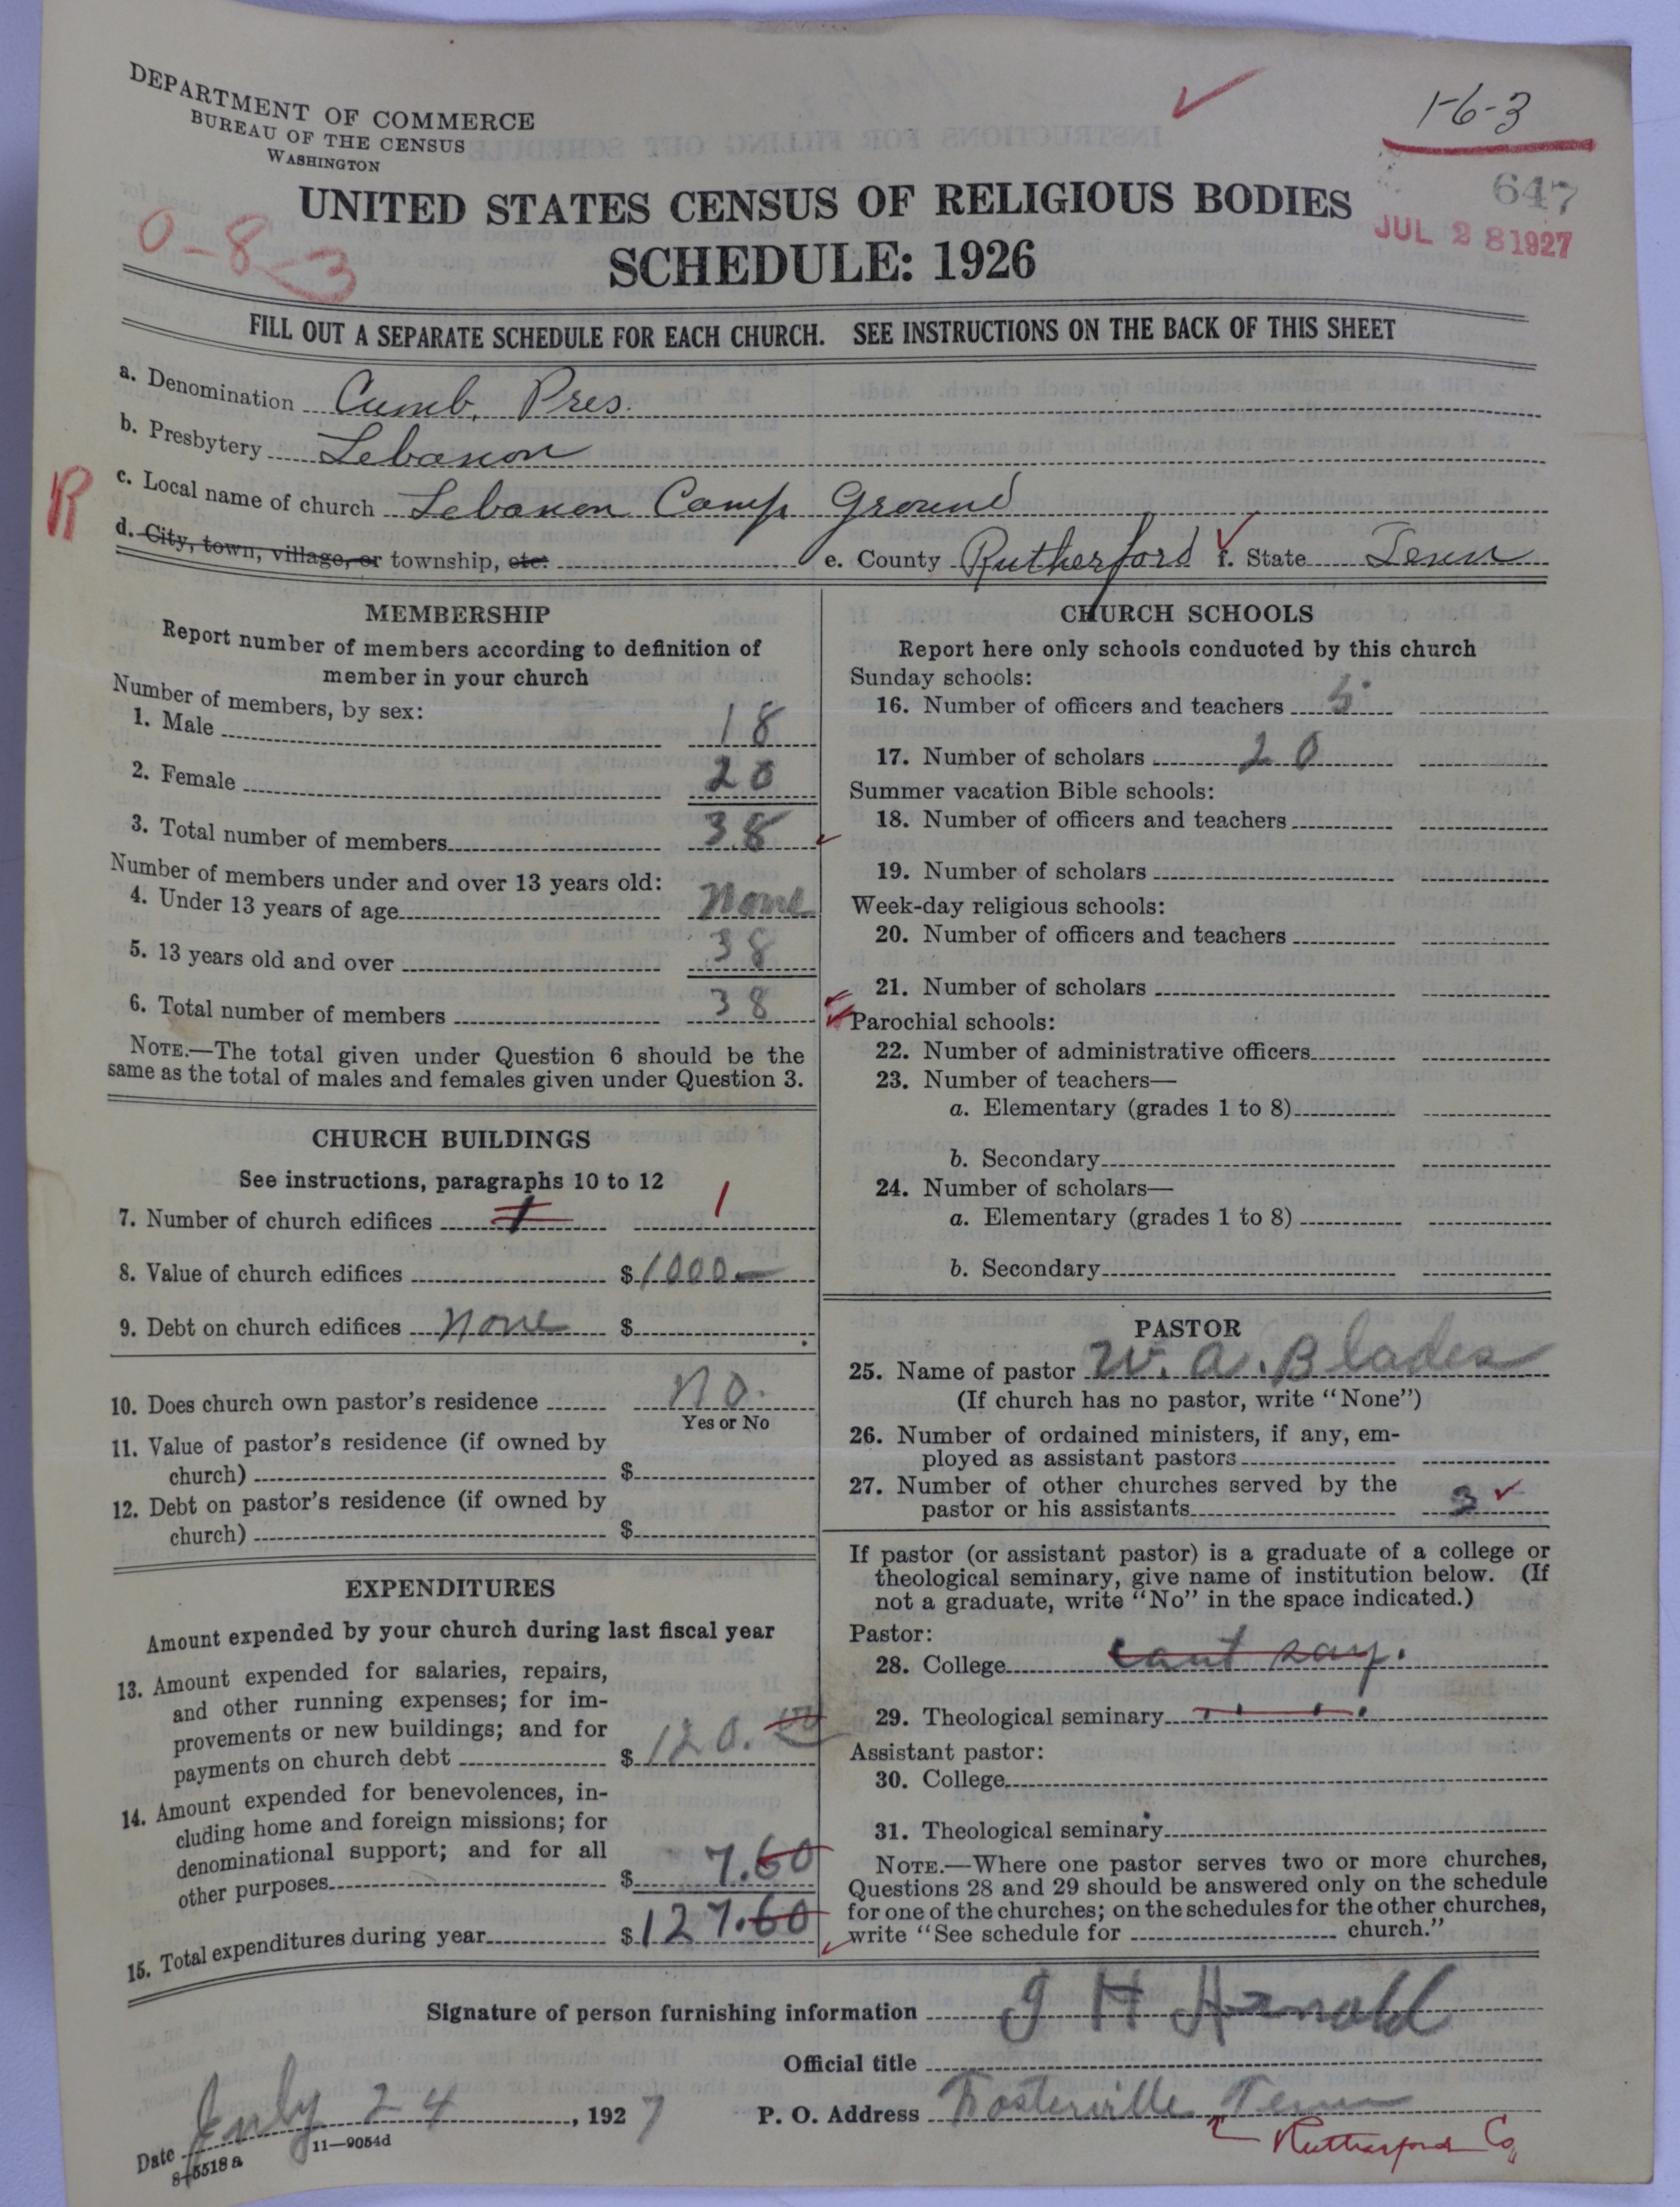 DEPARTMENT OF COMMERCE
BUREAU OF THE CENSUS
WASHINGTON
1-6-3
647
JUL 28 1927
UNITED STATES CENSUS OF RELIGIOUS BODIES
0-8-3
SCHEDULE: 1926
FILL OUT A SEPARATE SCHEDULE FOR EACH CHURCH. SEE INSTRUCTIONS ON THE BACK OF THIS SHEET
a. Denomination Cumb. Pres.
b. Presbytery Lebanon
R
c. Local name of church Lebanon Camp Ground
d. City, town, village, or township, etc. e. County Rutherford f. State Tenn
MEMBERSHIP
Report number of members according to definition of
member in your church
Number of members, by sex:
1. Male 18
2. Female 20
3. Total number of members 38
Number of members under and over 13 years old:
4. Under 13 years of age None
5. 13 years old and over 38
6. Total number of members 38
NOTE.—The total given under Question 6 should be the
same as the total of males and females given under Question 3.
CHURCH BUILDINGS
See instructions, paragraphs 10 to 12
7. Number of church edifices 1 1
8. Value of church edifices $1000—
9. Debt on church edifices None $
10. Does church own pastor's residence No.
Yes or No
11. Value of pastor's residence (if owned by
church) $
12. Debt on pastor's residence (if owned by
church) $
EXPENDITURES
Amount expended by your church during last fiscal year
13. Amount expended for salaries, repairs,
and other running expenses; for im-
provements or new buildings; and for
payments on church debt $120.00
14. Amount expended for benevolences, in-
cluding home and foreign missions; for
denominational support; and for all
other purposes $ 7.60
15. Total expenditures during year $127.60
CHURCH SCHOOLS
Report here only schools conducted by this church
Sunday schools:
16. Number of officers and teachers 5
17. Number of scholars 20
Summer vacation Bible schools:
18. Number of officers and teachers
19. Number of scholars
Week-day religious schools:
20. Number of officers and teachers
21. Number of scholars
Parochial schools:
22. Number of administrative officers
23. Number of teachers—
a. Elementary (grades 1 to 8)
b. Secondary
24. Number of scholars—
a. Elementary (grades 1 to 8)
b. Secondary
PASTOR
25. Name of pastor W. A. Blades
(If church has no pastor, write "None")
26. Number of ordained ministers, if any, em-
ployed as assistant pastors
27. Number of other churches served by the
pastor or his assistants 3
If pastor (or assistant pastor) is a graduate of a college or
theological seminary, give name of institution below. (If
not a graduate, write "No" in the space indicated.)
Pastor:
28. College cant say.
29. Theological seminary
Assistant pastor:
30. College
31. Theological seminary
NOTE.—Where one pastor serves two or more churches,
Questions 28 and 29 should be answered only on the schedule
for one of the churches; on the schedules for the other churches,
write "See schedule for church."
Signature of person furnishing information J H Arnold
Official title
Date July 24, 1927 P. O. Address Fosterville Tenn
Rutherford Co.
11—9054d
8-5518 a